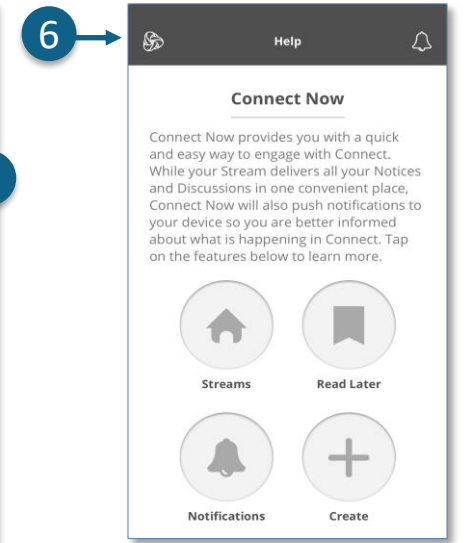 6
Help
Connect Now
Connect Now provides you with a quick
and easy way to engage with Connect.
While your Stream delivers all your Notices
and Discussions in one convenient place,
Connect Now will also push notifications to
your device so you are better informed
about what is happening in Connect. Tap
on the features below to learn more.
Streams Read Later
Notifications Create